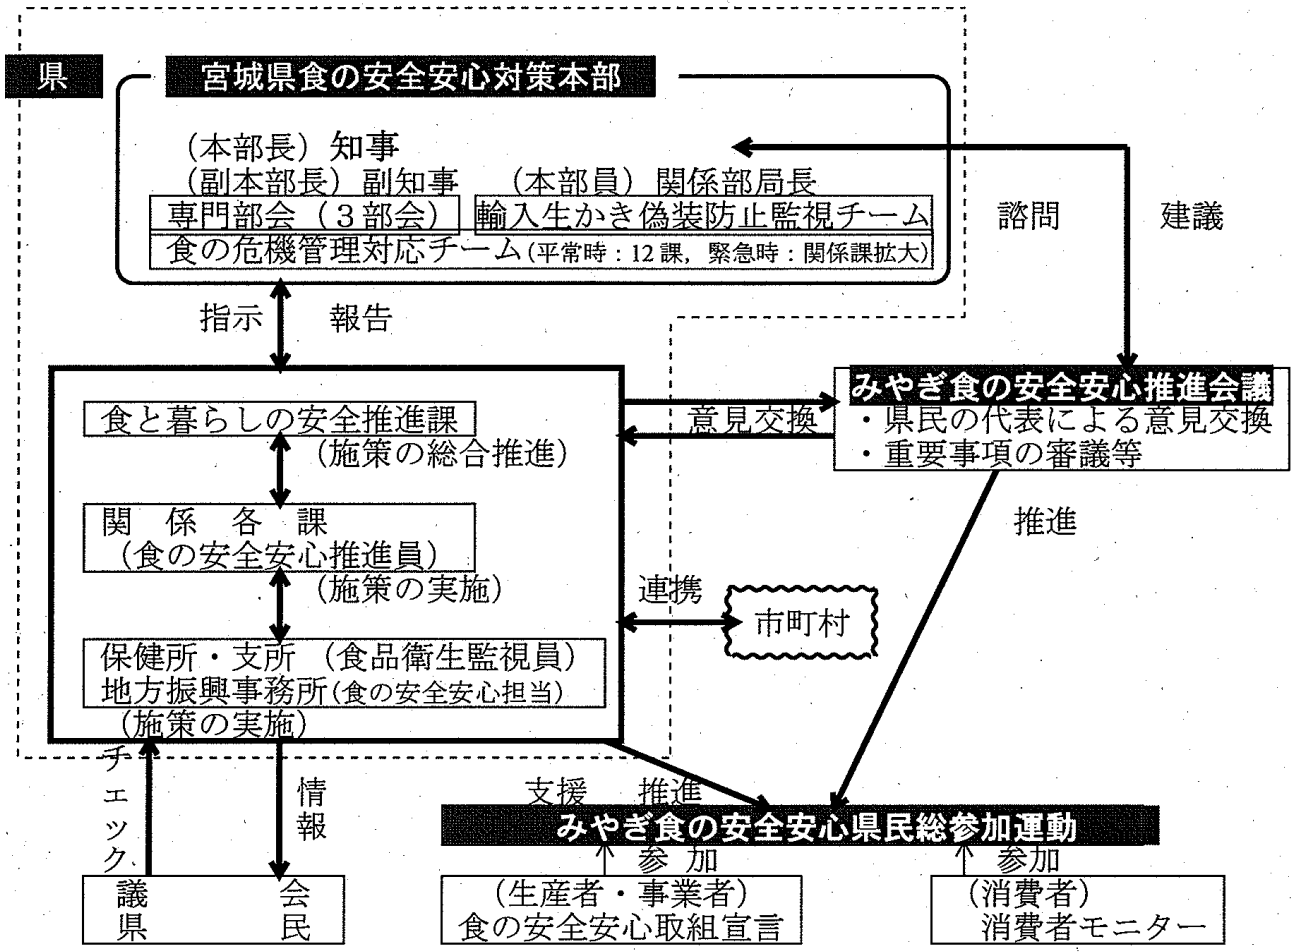 県
宮城県食の安全安心対策本部
（本部長）知事
（副本部長）副知事　（本部員）関係部局長
専門部会（３部会）
輸入生かき偽装防止監視チーム
食の危機管理対応チーム(平常時：12課，緊急時：関係課拡大)
諮問　建議
指示　報告
みやぎ食の安全安心推進会議
・県民の代表による意見交換
・重要事項の審議等
意見交換
食と暮らしの安全推進課
（施策の総合推進）
関係各課
（食の安全安心推進員）
（施策の実施）
推進
連携
市町村
保健所・支所　（食品衛生監視員）
地方振興事務所(食の安全安心担当)
（施策の実施）
チェック
情報
支援　推進
みやぎ食の安全安心県民総参加運動
参加
参加
議会
県民
（生産者・事業者）
食の安全安心取組宣言
（消費者）
消費者モニター